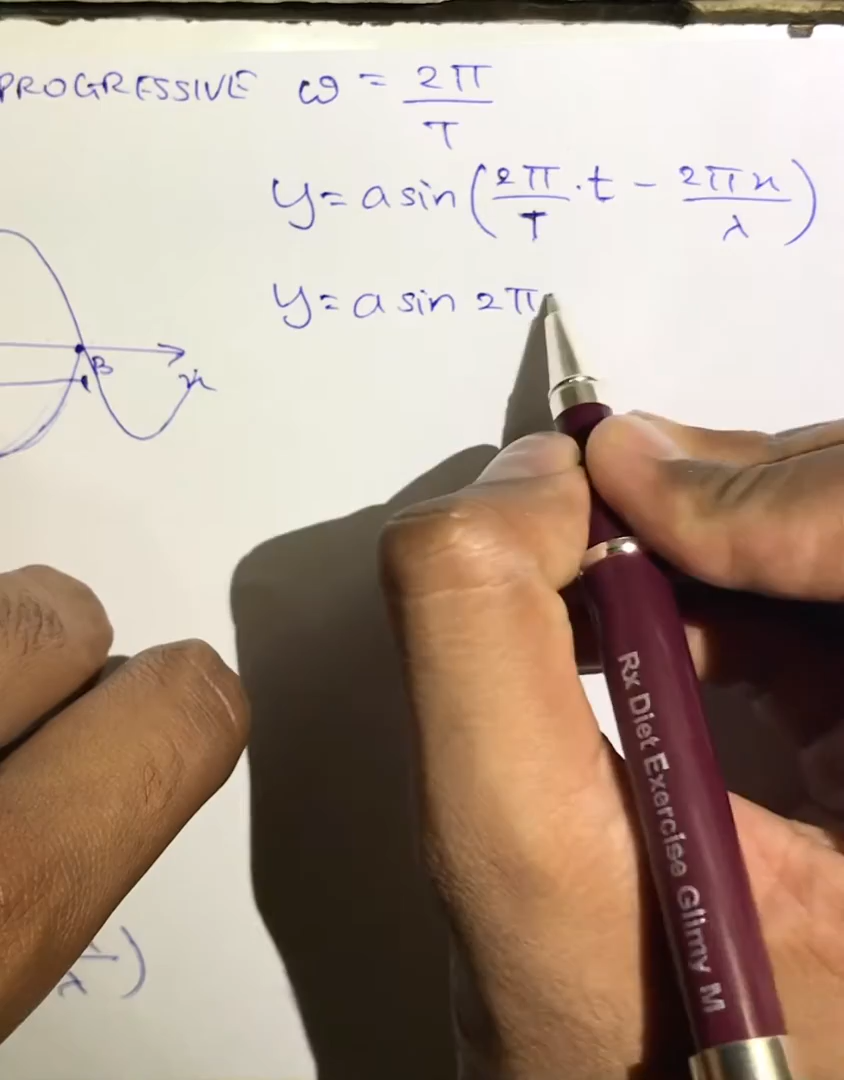 PROGRESSIVE ω = 2π/T
y = a sin (2π/T . t - 2πx/λ)
y = a sin 2π
B
x
λ )
Rx Diet Exercise Glimy M